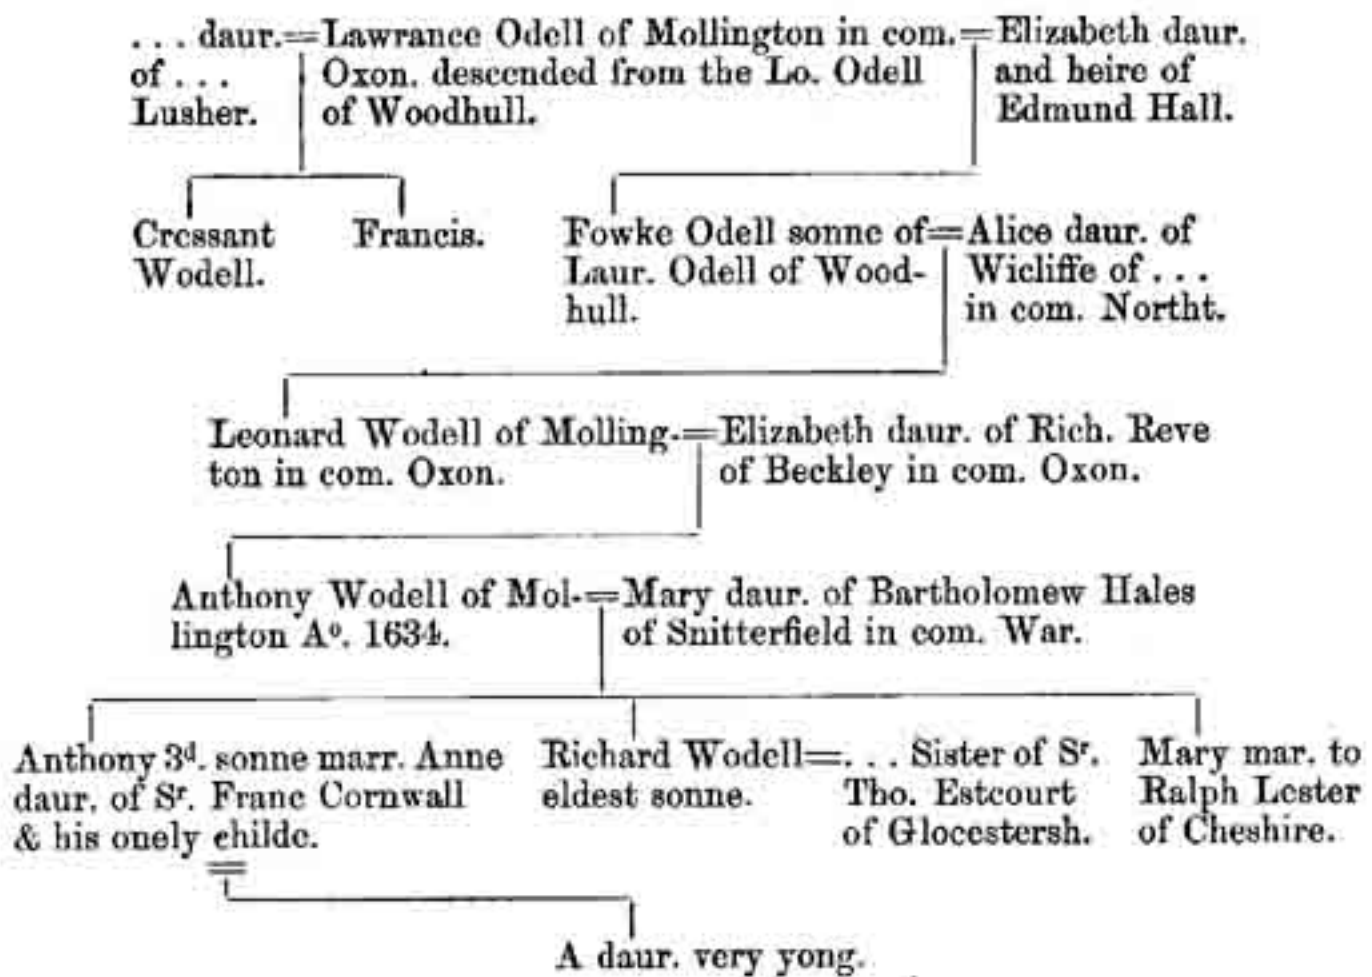 . . . daur.
of . . .
Lusher.
Lawrance Odell of Mollington in com.
Oxon. descended from the Lo. Odell
of Woodhull.
Elizabeth daur.
and heire of
Edmund Hall.
Cressant
Wodell.
Francis.
Fowke Odell sonne of
Laur. Odell of Wood-
hull.
Alice daur. of
Wicliffe of . . .
in com. Northt.
Leonard Wodell of Molling-
ton in com. Oxon.
Elizabeth daur. of Rich. Reve
of Beckley in com. Oxon.
Anthony Wodell of Mol-
lington Aº. 1634.
Mary daur. of Bartholomew Hales
of Snitterfield in com. War.
Anthony 3ᵈ. sonne marr. Anne
daur. of Sʳ. Franc Cornwall
& his onely childe.
Richard Wodell
eldest sonne.
. . . Sister of Sʳ.
Tho. Estcourt
of Glocestersh.
Mary mar. to
Ralph Lester
of Cheshire.
A daur. very yong.